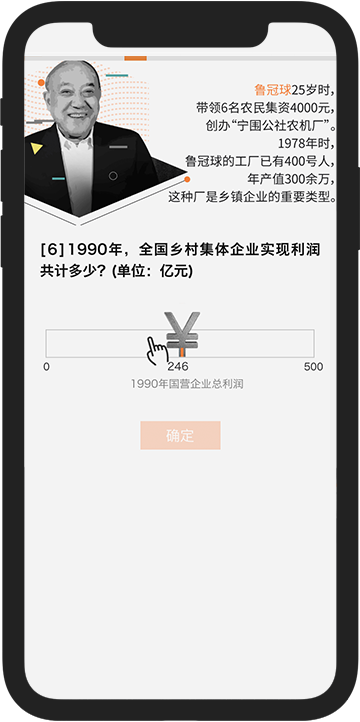 鲁冠球25岁时，
带领6名农民集资4000元，
创办“宁围公社农机厂”。
1978年时，
鲁冠球的工厂已有400号人，
年产值300余万，
这种厂是乡镇企业的重要类型。
[6]1990年，全国乡村集体企业实现利润
共计多少？(单位：亿元)
¥
0 246 500
1990年国营企业总利润
确定